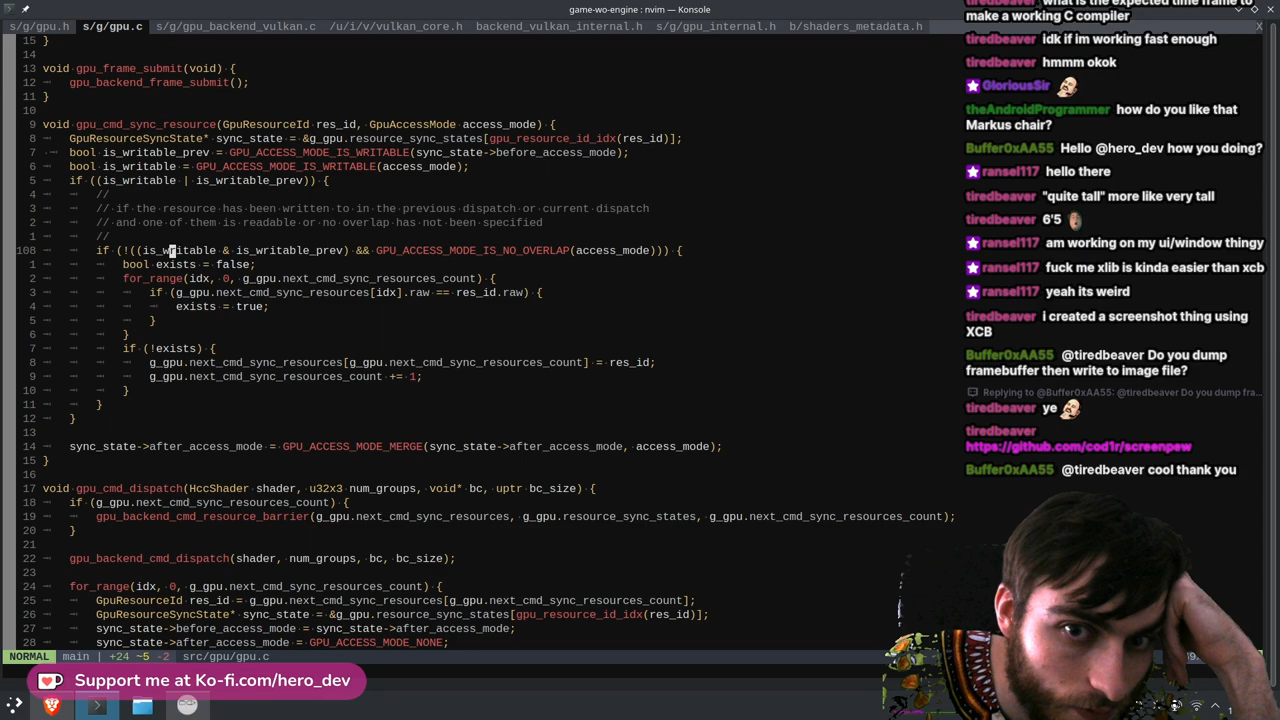 game-wo-engine : nvim — Konsole
s/g/gpu.h s/g/gpu.c s/g/gpu_backend_vulkan.c /u/i/v/vulkan_core.h backend_vulkan_internal.h s/g/gpu_internal.h b/shaders_metadata.h X
15 }
14
13 void gpu_frame_submit(void) {
12 gpu_backend_frame_submit();
11 }
10
9 void gpu_cmd_sync_resource(GpuResourceId res_id, GpuAccessMode access_mode) {
8 GpuResourceSyncState* sync_state = &g_gpu.resource_sync_states[gpu_resource_id_idx(res_id)];
7 bool is_writable_prev = GPU_ACCESS_MODE_IS_WRITABLE(sync_state->before_access_mode);
6 bool is_writable = GPU_ACCESS_MODE_IS_WRITABLE(access_mode);
5 if ((is_writable | is_writable_prev)) {
4 //
3 // if the resource has been written to in the previous dispatch or current dispatch
2 // and one of them is readable or no overlap has not been specified
1 //
108 if (!((is_writable & is_writable_prev) && GPU_ACCESS_MODE_IS_NO_OVERLAP(access_mode))) {
1 bool exists = false;
2 for_range(idx, 0, g_gpu.next_cmd_sync_resources_count) {
3 if (g_gpu.next_cmd_sync_resources[idx].raw == res_id.raw) {
4 exists = true;
5 }
6 }
7 if (!exists) {
8 g_gpu.next_cmd_sync_resources[g_gpu.next_cmd_sync_resources_count] = res_id;
9 g_gpu.next_cmd_sync_resources_count += 1;
10 }
11 }
12 }
13
14 sync_state->after_access_mode = GPU_ACCESS_MODE_MERGE(sync_state->after_access_mode, access_mode);
15 }
16
17 void gpu_cmd_dispatch(HccShader shader, u32x3 num_groups, void* bc, uptr bc_size) {
18 if (g_gpu.next_cmd_sync_resources_count) {
19 gpu_backend_cmd_resource_barrier(g_gpu.next_cmd_sync_resources, g_gpu.resource_sync_states, g_gpu.next_cmd_sync_resources_count);
20 }
21
22 gpu_backend_cmd_dispatch(shader, num_groups, bc, bc_size);
23
24 for_range(idx, 0, g_gpu.next_cmd_sync_resources_count) {
25 GpuResourceId res_id = g_gpu.next_cmd_sync_resources[g_gpu.next_cmd_sync_resources_count];
26 GpuResourceSyncState* sync_state = &g_gpu.resource_sync_states[gpu_resource_id_idx(res_id)];
27 sync_state->before_access_mode = sync_state->after_access_mode;
28 sync_state->after_access_mode = GPU_ACCESS_MODE_NONE;
NORMAL main | +24 ~5 -2 src/gpu/gpu.c
Support me at Ko-fi.com/hero_dev
what is the expected time frame to
make a working C compiler
tiredbeaver idk if im working fast enough
tiredbeaver hmmm okok
GloriousSir
theAndroidProgrammer how do you like that
Markus chair?
Buffer0xAA55 Hello @hero_dev how you doing?
ransel117 hello there
tiredbeaver "quite tall" more like very tall
tiredbeaver 6'5
ransel117 am working on my ui/window thingy
ransel117 fuck me xlib is kinda easier than xcb
ransel117 yeah its weird
tiredbeaver i created a screenshot thing using
XCB
Buffer0xAA55 @tiredbeaver Do you dump
framebuffer then write to image file?
Replying to @Buffer0xAA55: @tiredbeaver Do you dump fra...
tiredbeaver ye
tiredbeaver
https://github.com/cod1r/screenpew
Buffer0xAA55 @tiredbeaver cool thank you